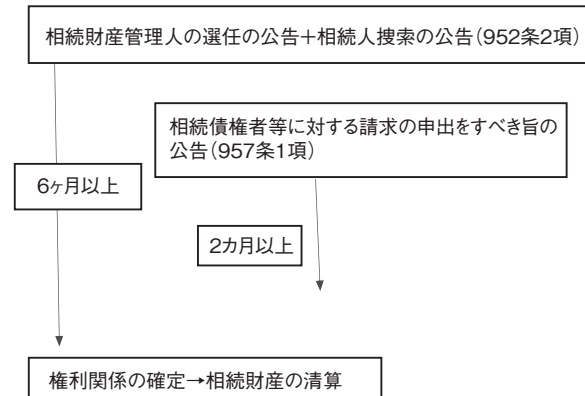 相続財産管理人の選任の公告＋相続人捜索の公告（952条2項）
相続債権者等に対する請求の申出をすべき旨の
公告（957条1項）
6ヶ月以上
2カ月以上
権利関係の確定→相続財産の清算